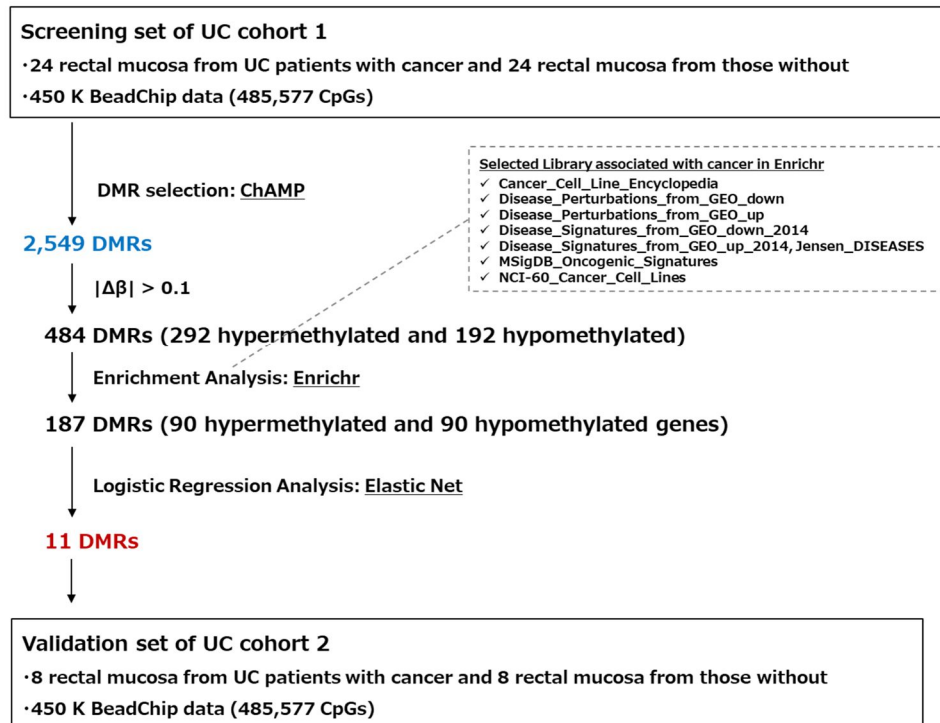 Screening set of UC cohort 1
・24 rectal mucosa from UC patients with cancer and 24 rectal mucosa from those without
・450 K BeadChip data (485,577 CpGs)
DMR selection: ChAMP
2,549 DMRs
|Δβ| > 0.1
Selected Library associated with cancer in Enrichr
✓ Cancer_Cell_Line_Encyclopedia
✓ Disease_Perturbations_from_GEO_down
✓ Disease_Perturbations_from_GEO_up
✓ Disease_Signatures_from_GEO_down_2014
✓ Disease_Signatures_from_GEO_up_2014, Jensen_DISEASES
✓ MSigDB_Oncogenic_Signatures
✓ NCI-60_Cancer_Cell_Lines
484 DMRs (292 hypermethylated and 192 hypomethylated)
Enrichment Analysis: Enrichr
187 DMRs (90 hypermethylated and 90 hypomethylated genes)
Logistic Regression Analysis: Elastic Net
11 DMRs
Validation set of UC cohort 2
・8 rectal mucosa from UC patients with cancer and 8 rectal mucosa from those without
・450 K BeadChip data (485,577 CpGs)